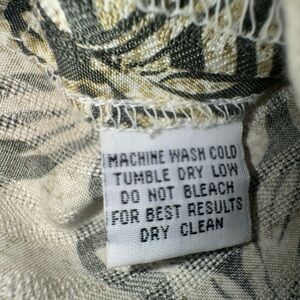 MACHINE WASH COLD
TUMBLE DRY LOW
DO NOT BLEACH
FOR BEST RESULTS
DRY CLEAN